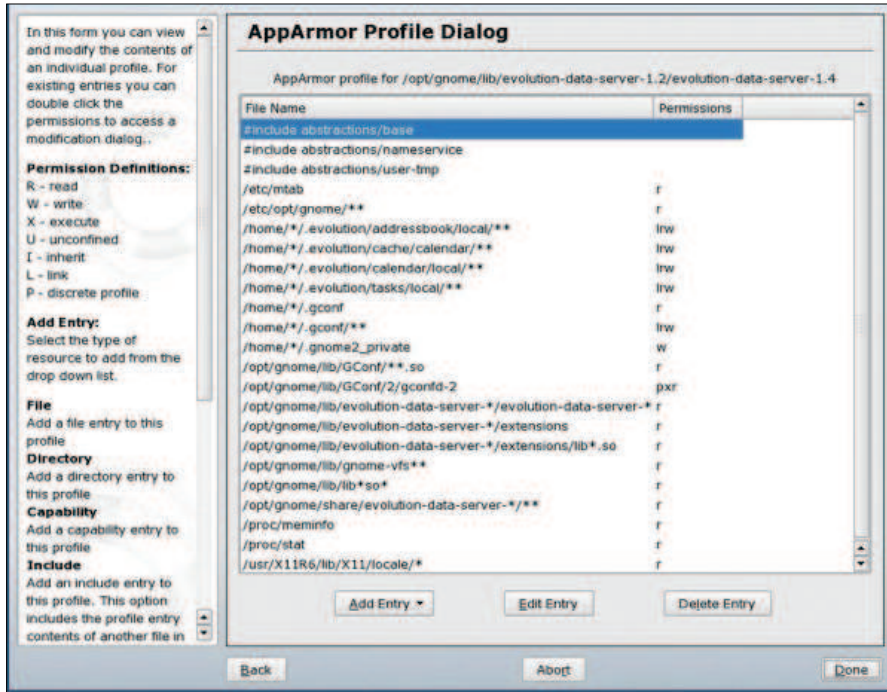 In this form you can view
and modify the contents of
an individual profile. For
existing entries you can
double click the
permissions to access a
modification dialog..
Permission Definitions:
R - read
W - write
X - execute
U - unconfined
I - inherit
L - link
P - discrete profile
Add Entry:
Select the type of
resource to add from the
drop down list.
File
Add a file entry to this
profile
Directory
Add a directory entry to
this profile
Capability
Add a capability entry to
this profile
Include
Add an include entry to
this profile. This option
includes the profile entry
contents of another file in
AppArmor Profile Dialog
AppArmor profile for /opt/gnome/lib/evolution-data-server-1.2/evolution-data-server-1.4
File Name Permissions
#include abstractions/base
#include abstractions/nameservice
#include abstractions/user-tmp
/etc/mtab r
/etc/opt/gnome/** r
/home/*/.evolution/addressbook/local/** lrw
/home/*/.evolution/cache/calendar/** lrw
/home/*/.evolution/calendar/local/** lrw
/home/*/.evolution/tasks/local/** lrw
/home/*/.gconf r
/home/*/.gconf/** lrw
/home/*/.gnome2_private w
/opt/gnome/lib/GConf/**.so r
/opt/gnome/lib/GConf/2/gconfd-2 pxr
/opt/gnome/lib/evolution-data-server-*/evolution-data-server-* r
/opt/gnome/lib/evolution-data-server-*/extensions r
/opt/gnome/lib/evolution-data-server-*/extensions/lib*.so r
/opt/gnome/lib/gnome-vfs** r
/opt/gnome/lib/lib*so* r
/opt/gnome/share/evolution-data-server-*/** r
/proc/meminfo r
/proc/stat r
/usr/X11R6/lib/X11/locale/* r
Add Entry Edit Entry Delete Entry
Back Abort Done